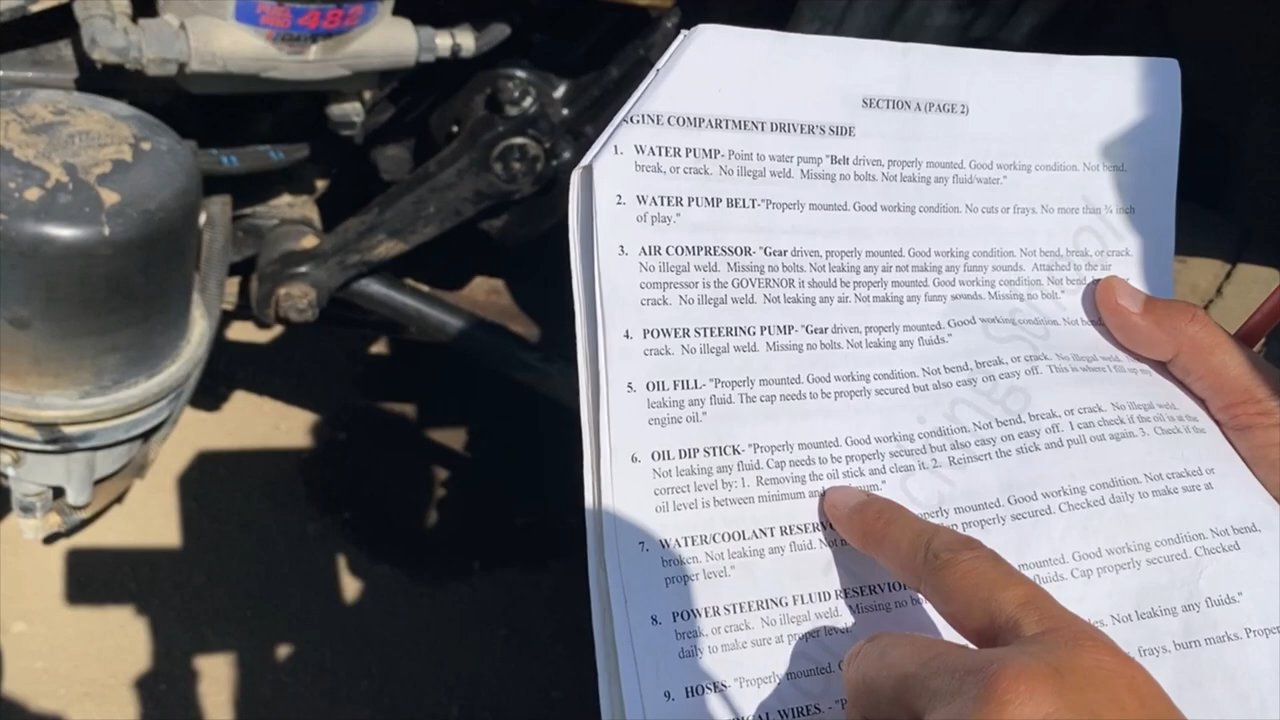 482
SECTION A (PAGE 2)
GINE COMPARTMENT DRIVER'S SIDE
1. WATER PUMP- Point to water pump "Belt driven, properly mounted. Good working condition. Not bend,
break, or crack. No illegal weld. Missing no bolts. Not leaking any fluid/water."
2. WATER PUMP BELT-"Properly mounted. Good working condition. No cuts or frays. No more than ¾ inch
of play."
3. AIR COMPRESSOR- "Gear driven, properly mounted. Good working condition. Not bend, break, or crack.
No illegal weld. Missing no bolts. Not leaking any air not making any funny sounds. Attached to the air
compressor is the GOVERNOR it should be properly mounted. Good working condition. Not bend,
crack. No illegal weld. Not leaking any air. Not making any funny sounds. Missing no bolt."
4. POWER STEERING PUMP- "Gear driven, properly mounted. Good working condition. Not bend,
crack. No illegal weld. Missing no bolts. Not leaking any fluids."
5. OIL FILL- "Properly mounted. Good working condition. Not bend, break, or crack. No illegal weld.
leaking any fluid. The cap needs to be properly secured but also easy on easy off. This is where I fill up my
engine oil."
6. OIL DIP STICK- "Properly mounted. Good working condition. Not bend, break, or crack. No illegal weld.
Not leaking any fluid. Cap needs to be properly secured but also easy on easy off. I can check if the oil is at the
correct level by: 1. Removing the oil stick and clean it. 2. Reinsert the stick and pull out again. 3. Check if the
oil level is between minimum and
7. WATER/COOLANT mounted. Good working condition. Not cracked or
broken. Not leaking any fluid. Not properly secured. Checked daily to make sure at
proper level."
8. POWER STEERING FLUID mounted. Good working condition. Not bend,
break, or crack. No illegal weld. Missing no fluids. Cap properly secured. Checked
daily to make sure at proper level.
9. HOSES- "Properly mounted. Not leaking any fluids."
WIRES. - frays, burn marks.